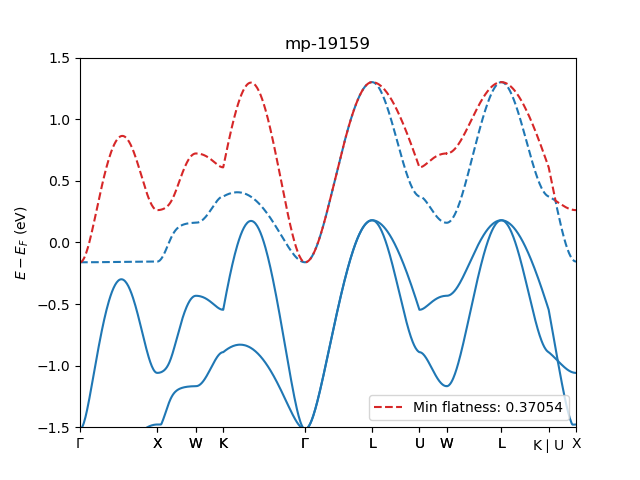 mp-19159
1.5
1.0
0.5
0.0
−0.5
−1.0
−1.5
E − E_F (eV)
Min flatness: 0.37054
Γ X W K Γ L U W L K | U X